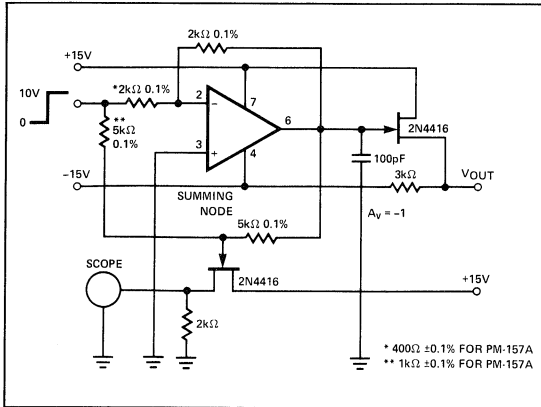 2kΩ 0.1%
+15V
10V
0
*2kΩ 0.1%
**
5kΩ
0.1%
2
−
7
6
3
+
4
2N4416
100pF
3kΩ
VOUT
−15V
SUMMING
NODE
AV = −1
5kΩ 0.1%
SCOPE
2N4416
+15V
2kΩ
* 400Ω ±0.1% FOR PM-157A
** 1kΩ ±0.1% FOR PM-157A